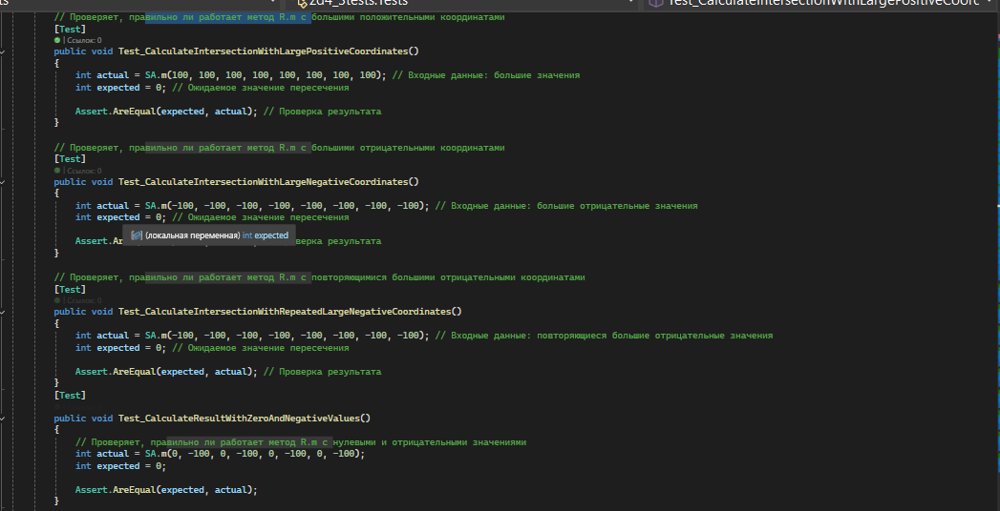 ts
zd4_5tests.Tests
Test_CalculateIntersectionWithLargePositiveCoord
// Проверяет, правильно ли работает метод R.m с большими положительными координатами
[Test]
| Ссылок: 0
public void Test_CalculateIntersectionWithLargePositiveCoordinates()
{
int actual = SA.m(100, 100, 100, 100, 100, 100, 100, 100); // Входные данные: большие значения
int expected = 0; // Ожидаемое значение пересечения
Assert.AreEqual(expected, actual); // Проверка результата
}
// Проверяет, правильно ли работает метод R.m с большими отрицательными координатами
[Test]
| Ссылок: 0
public void Test_CalculateIntersectionWithLargeNegativeCoordinates()
{
int actual = SA.m(-100, -100, -100, -100, -100, -100, -100, -100); // Входные данные: большие отрицательные значения
int expected = 0; // Ожидаемое значение пересечения
(локальная переменная) int expected
Assert.Ar верка результата
}
// Проверяет, правильно ли работает метод R.m с повторяющимися большими отрицательными координатами
[Test]
| Ссылок: 0
public void Test_CalculateIntersectionWithRepeatedLargeNegativeCoordinates()
{
int actual = SA.m(-100, -100, -100, -100, -100, -100, -100, -100); // Входные данные: повторяющиеся большие отрицательные значения
int expected = 0; // Ожидаемое значение пересечения
Assert.AreEqual(expected, actual); // Проверка результата
}
[Test]
public void Test_CalculateResultWithZeroAndNegativeValues()
{
// Проверяет, правильно ли работает метод R.m с нулевыми и отрицательными значениями
int actual = SA.m(0, -100, 0, -100, 0, -100, 0, -100);
int expected = 0;
Assert.AreEqual(expected, actual);
}